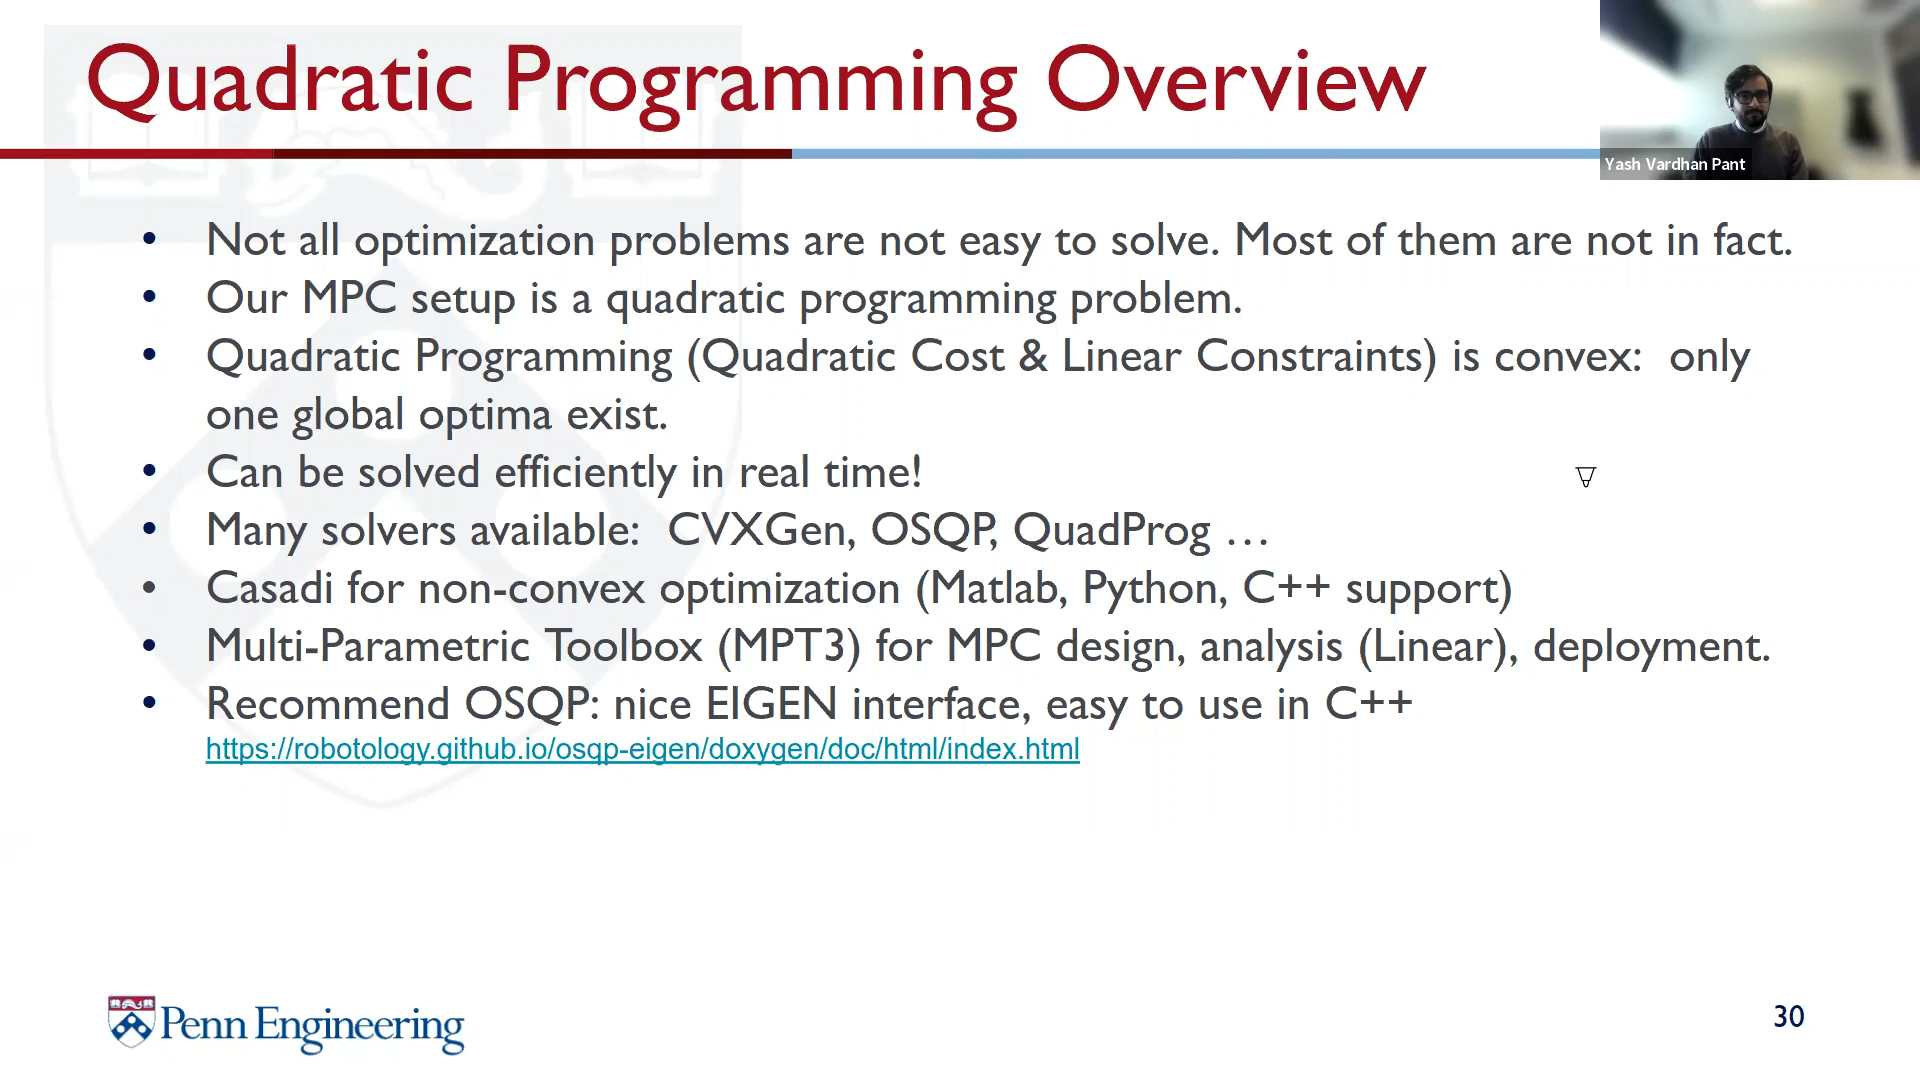 Quadratic Programming Overview
Yash Vardhan Pant
• Not all optimization problems are not easy to solve. Most of them are not in fact.
• Our MPC setup is a quadratic programming problem.
• Quadratic Programming (Quadratic Cost & Linear Constraints) is convex:  only
one global optima exist.
• Can be solved efficiently in real time!
• Many solvers available:  CVXGen, OSQP, QuadProg …
• Casadi for non-convex optimization (Matlab, Python, C++ support)
• Multi-Parametric Toolbox (MPT3) for MPC design, analysis (Linear), deployment.
• Recommend OSQP: nice EIGEN interface, easy to use in C++
https://robotology.github.io/osqp-eigen/doxygen/doc/html/index.html
Penn Engineering
30